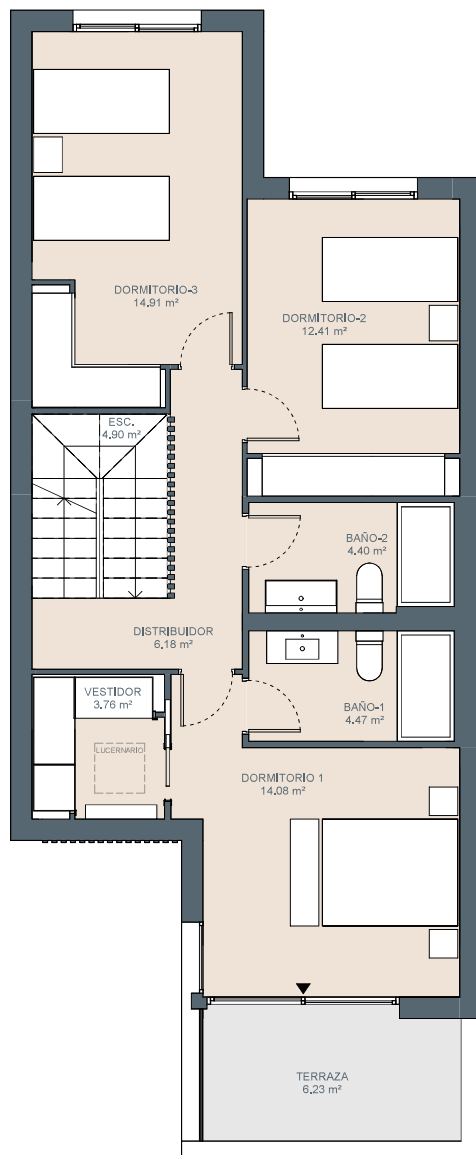 DORMITORIO-3
14.91 m²
DORMITORIO-2
12.41 m²
ESC.
4.90 m²
BAÑO-2
4.40 m²
DISTRIBUIDOR
6.18 m²
VESTIDOR
3.76 m²
BAÑO-1
4.47 m²
LUCERNARIO
DORMITORIO 1
14.08 m²
TERRAZA
6.23 m²